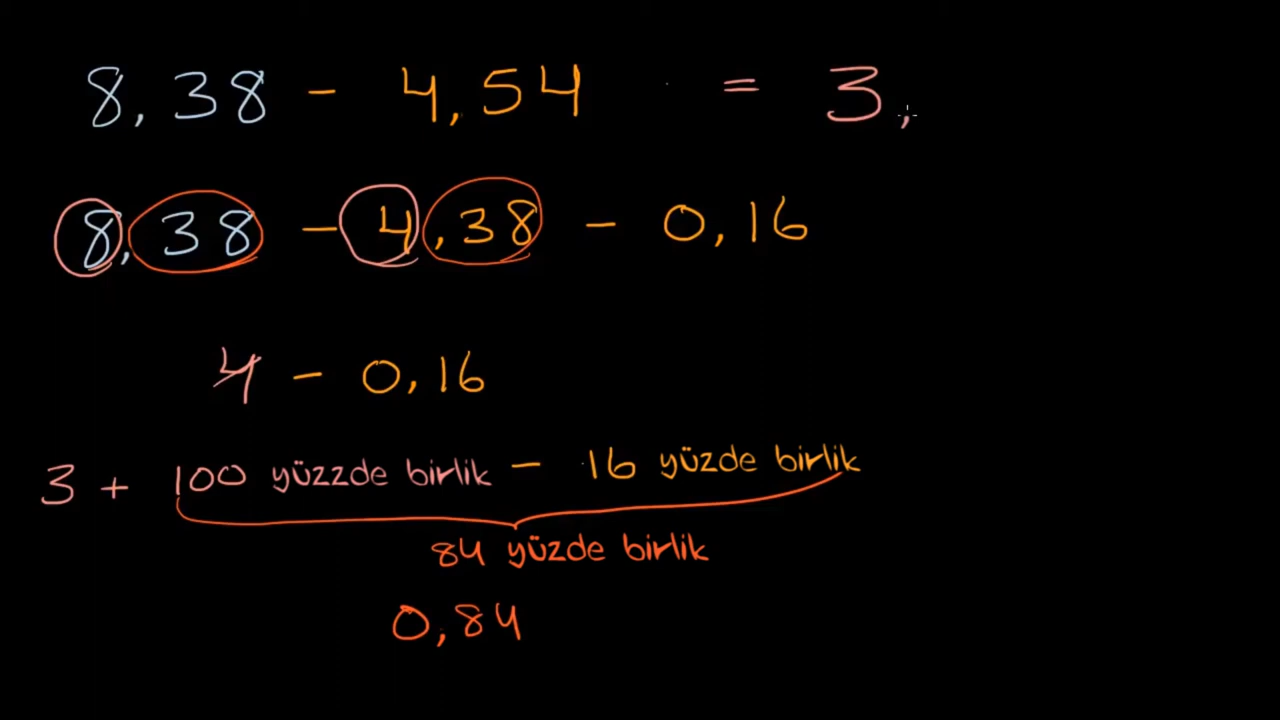 8,38 - 4,54 = 3,
8,38 - 4,38 - 0,16
4 - 0,16
3 + 100 yüzzde birlik - 16 yüzde birlik
84 yüzde birlik
0,84